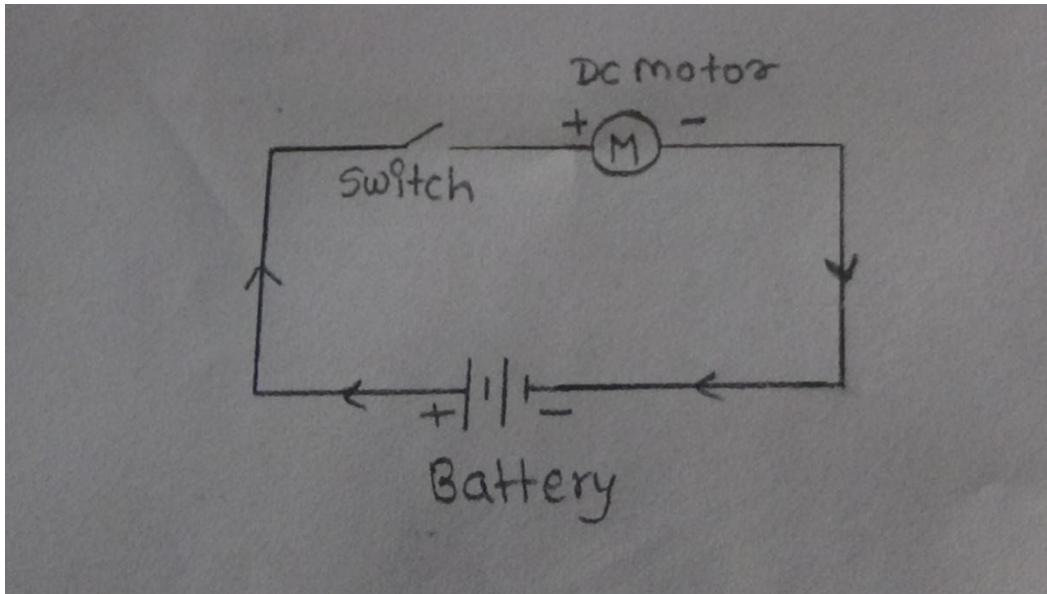 DC motor
+ M -
Switch
+ -
Battery